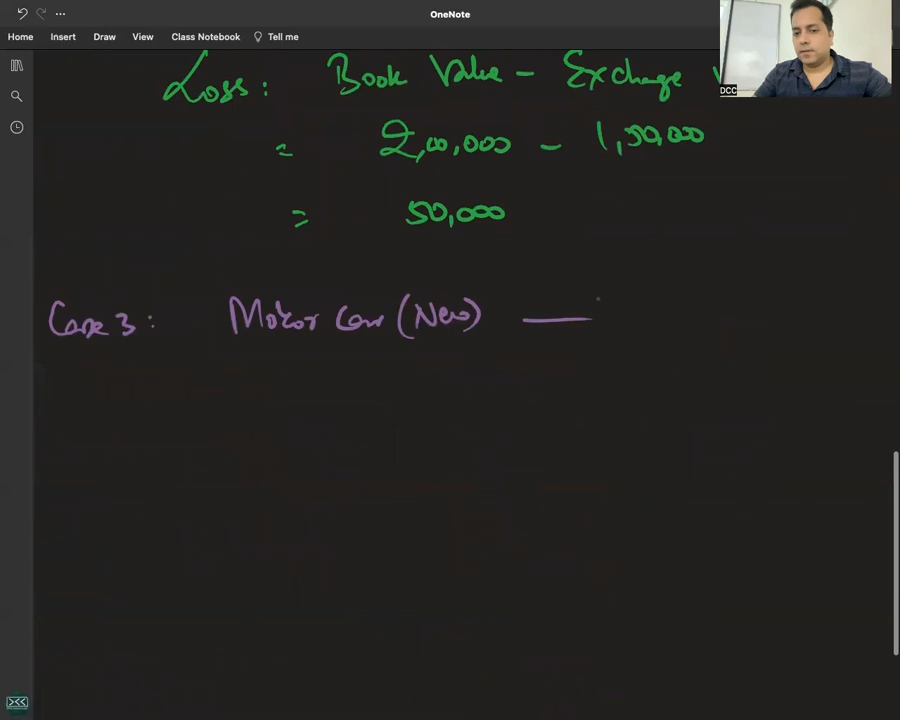 OneNote
Home Insert Draw View Class Notebook Tell me
DCC
Loss: Book Value - Exchange
= 2,00,000 - 1,50,000
= 50,000
Case 3: Motor Car (New)